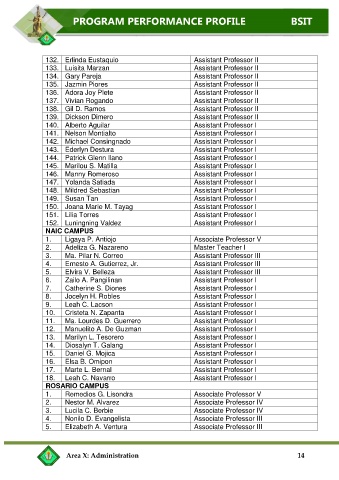 PROGRAM PERFORMANCE PROFILE BSIT
132. Erlinda Eustaquio Assistant Professor II
133. Luisita Marzan Assistant Professor II
134. Gary Pareja Assistant Professor II
135. Jazmin Piores Assistant Professor II
136. Adora Joy Plete Assistant Professor II
137. Vivian Rogando Assistant Professor II
138. Gil D. Ramos Assistant Professor II
139. Dickson Dimero Assistant Professor II
140. Alberto Aguilar Assistant Professor I
141. Nelson Montialto Assistant Professor I
142. Michael Consingnado Assistant Professor I
143. Ederlyn Destura Assistant Professor I
144. Patrick Glenn Ilano Assistant Professor I
145. Marilou S. Matilla Assistant Professor I
146. Manny Romeroso Assistant Professor I
147. Yolanda Satiada Assistant Professor I
148. Mildred Sebastian Assistant Professor I
149. Susan Tan Assistant Professor I
150. Joana Marie M. Tayag Assistant Professor I
151. Lilia Torres Assistant Professor I
152. Luningning Valdez Assistant Professor I
NAIC CAMPUS
1. Ligaya P. Antiojo Associate Professor V
2. Adeliza G. Nazareno Master Teacher I
3. Ma. Pilar N. Correo Assistant Professor III
4. Ernesto A. Gutierrez, Jr. Assistant Professor III
5. Elvira V. Belleza Assistant Professor III
6. Zailo A. Pangilinan Assistant Professor I
7. Catherine S. Diones Assistant Professor I
8. Jocelyn H. Robles Assistant Professor I
9. Leah C. Lacson Assistant Professor I
10. Cristeta N. Zapanta Assistant Professor I
11. Ma. Lourdes D. Guerrero Assistant Professor I
12. Manuelito A. De Guzman Assistant Professor I
13. Marilyn L. Tesorero Assistant Professor I
14. Diosalyn T. Galang Assistant Professor I
15. Daniel G. Mojica Assistant Professor I
16. Elsa B. Omipon Assistant Professor I
17. Marte L. Bernal Assistant Professor I
18. Leah C. Navarro Assistant Professor I
ROSARIO CAMPUS
1. Remedios G. Lisondra Associate Professor V
2. Nestor M. Alvarez Associate Professor IV
3. Lucila C. Berbie Associate Professor IV
4. Nonilo D. Evangelista Associate Professor III
5. Elizabeth A. Ventura Associate Professor III
Area X: Administration 14